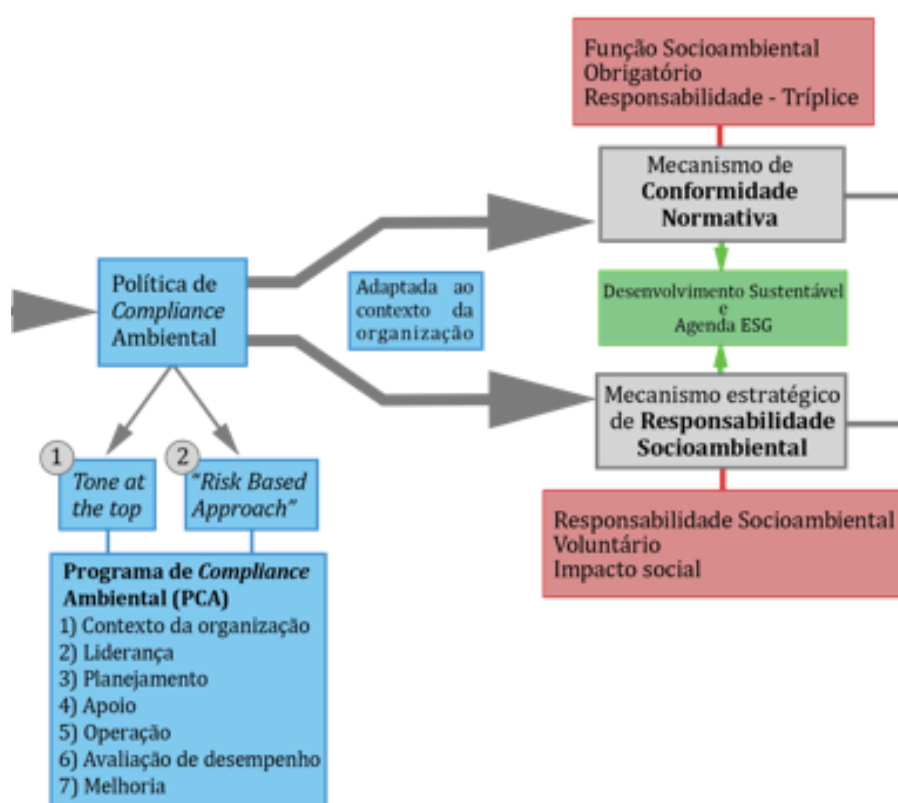 Função Socioambiental
Obrigatório
Responsabilidade - Tríplice
Mecanismo de
Conformidade
Normativa
Política de
Compliance
Ambiental
Adaptada ao
contexto da
organização
Desenvolvimento Sustentável
e
Agenda ESG
Mecanismo estratégico
de Responsabilidade
Socioambiental
1
Tone at
the top
2
“Risk Based
Approach”
Responsabilidade Socioambiental
Voluntário
Impacto social
Programa de Compliance
Ambiental (PCA)
1) Contexto da organização
2) Liderança
3) Planejamento
4) Apoio
5) Operação
6) Avaliação de desempenho
7) Melhoria